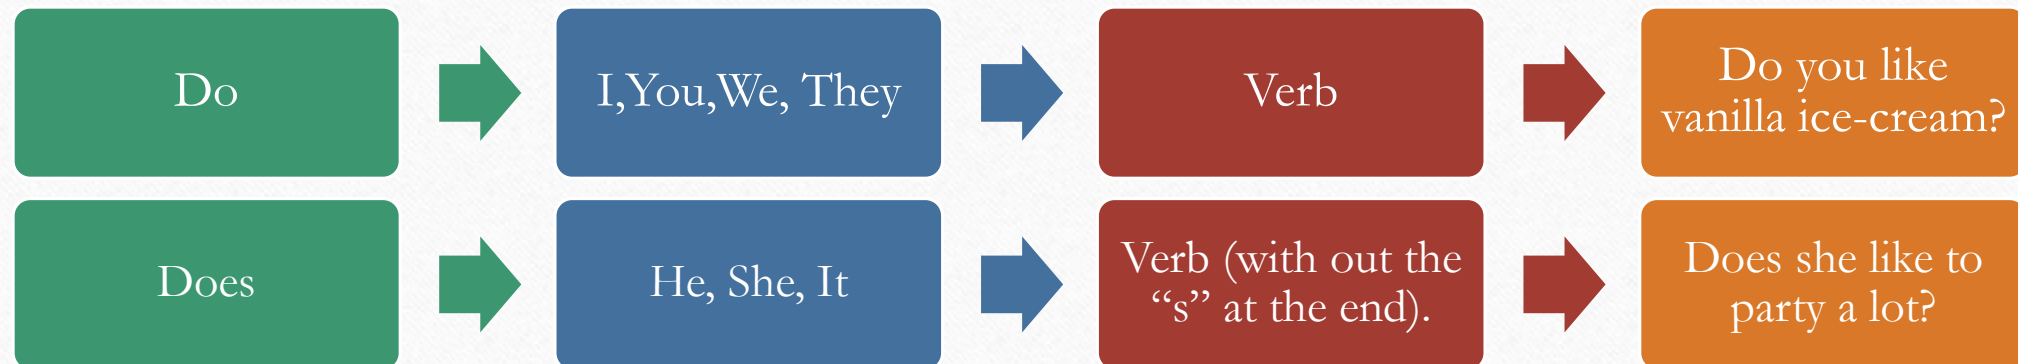 Do
I,You,We, They
Verb
Do you like
vanilla ice-cream?
Does
He, She, It
Verb (with out the
“s” at the end).
Does she like to
party a lot?